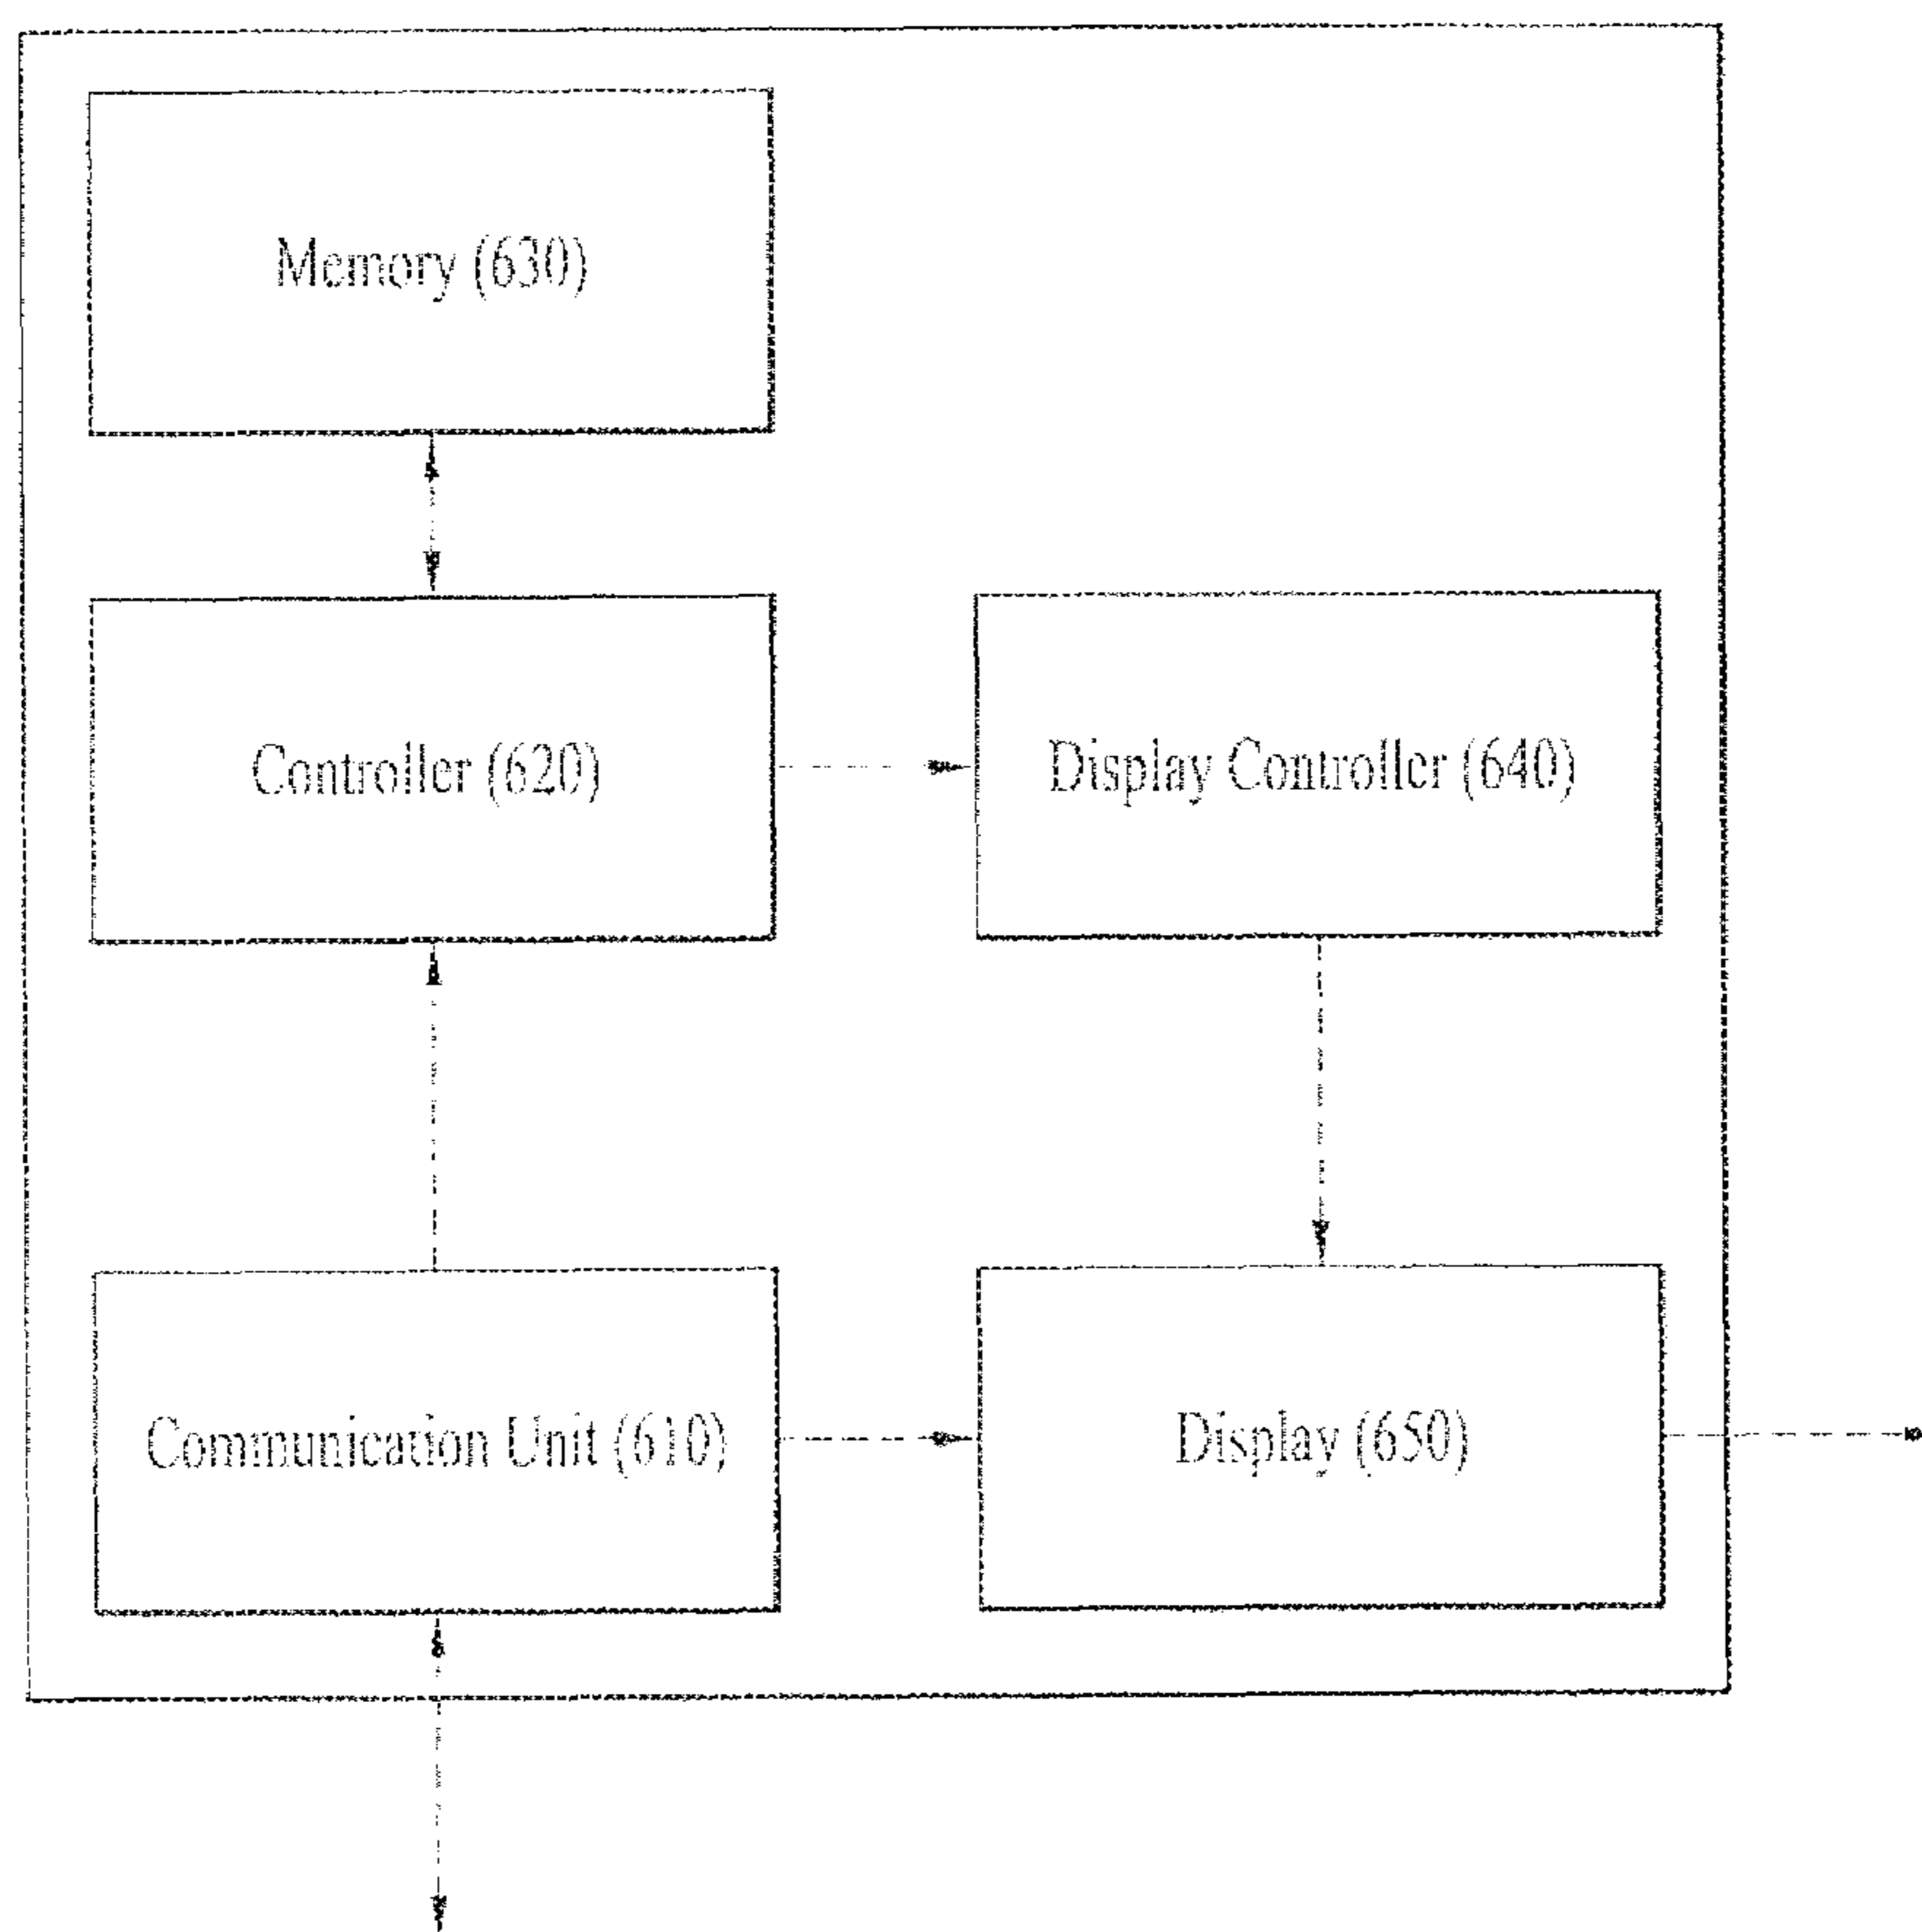 Memory (630)
Controller (620)
Display Controller (640)
Communication Unit (610)
Display (650)